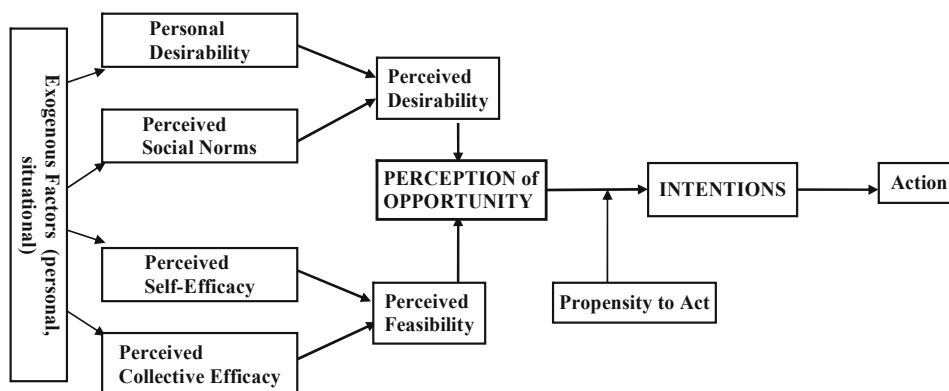 Exogenous Factors (personal,
situational)
Personal
Desirability
Perceived
Social Norms
Perceived
Self-Efficacy
Perceived
Collective Efficacy
Perceived
Desirability
PERCEPTION of
OPPORTUNITY
Perceived
Feasibility
Propensity to Act
INTENTIONS
Action